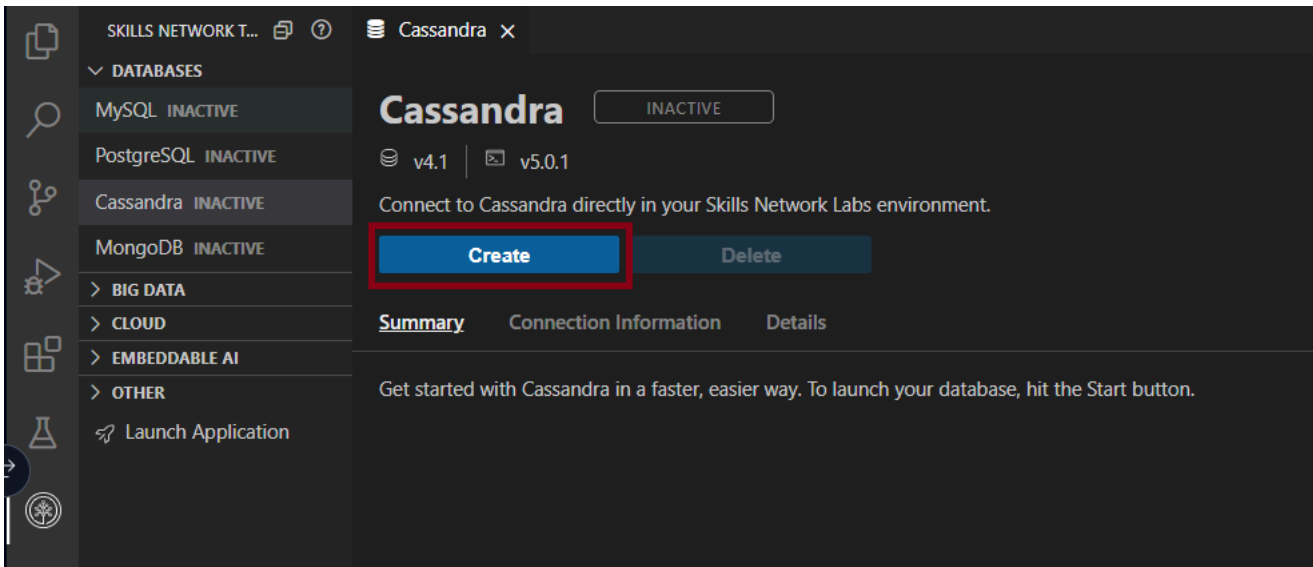 SKILLS NETWORK T...
DATABASES
MySQL INACTIVE
PostgreSQL INACTIVE
Cassandra INACTIVE
MongoDB INACTIVE
BIG DATA
CLOUD
EMBEDDABLE AI
OTHER
Launch Application
Cassandra
Cassandra INACTIVE
v4.1 v5.0.1
Connect to Cassandra directly in your Skills Network Labs environment.
Create Delete
Summary Connection Information Details
Get started with Cassandra in a faster, easier way. To launch your database, hit the Start button.